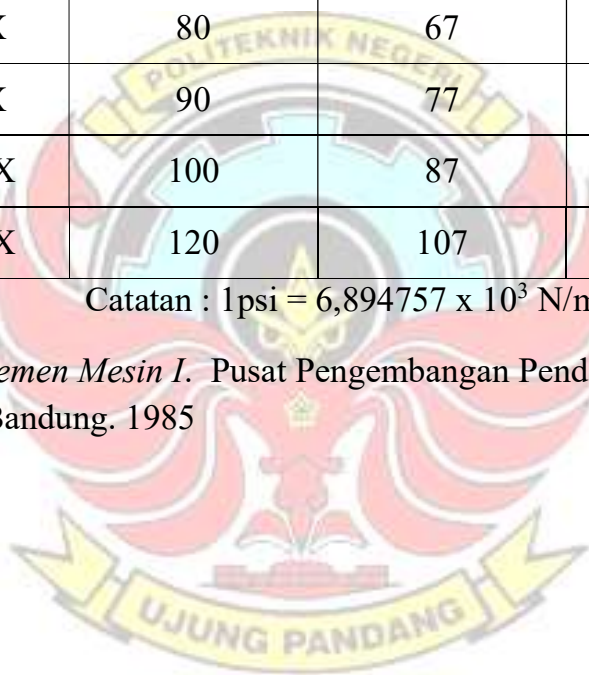 X 80 67
X 90 77
X 100 87
X 120 107
Catatan : 1psi = 6,894757 x 10³ N/m
emen Mesin I. Pusat Pengembangan Pend
Bandung. 1985
POLITEKNIK NEGERI
UJUNG PANDANG